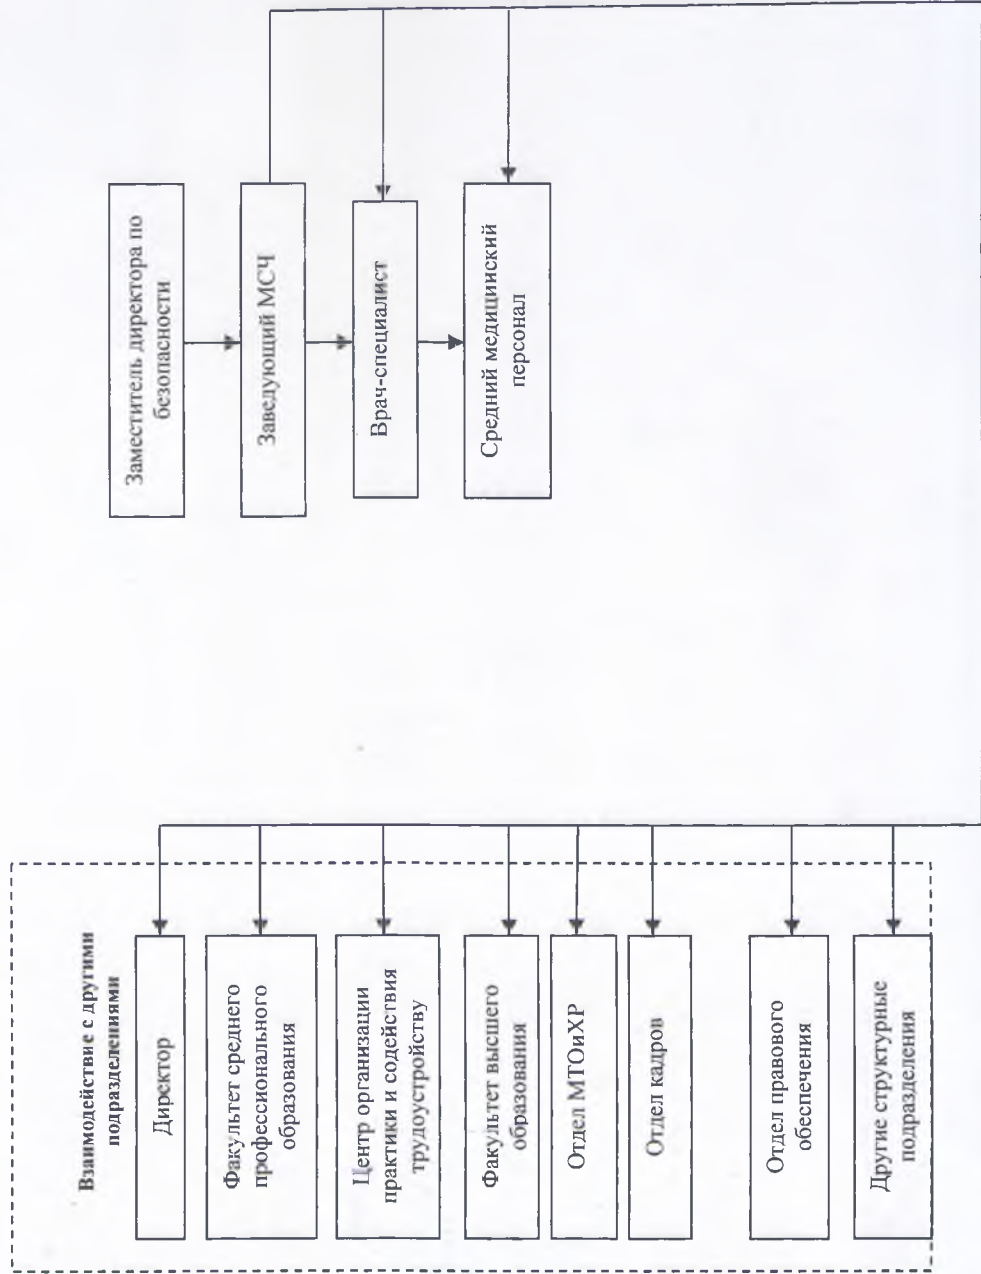 Взаимодействие с другими
подразделениями
Директор
Факультет среднего
профессионального
образования
Центр организации
практики и содействия
трудоустройству
Факультет высшего
образования
Отдел МТОиХР
Отдел кадров
Отдел правового
обеспечения
Другие структурные
подразделения
Заместитель директора по
безопасности
Заведующий МСЧ
Врач-специалист
Средний медицинский
персонал